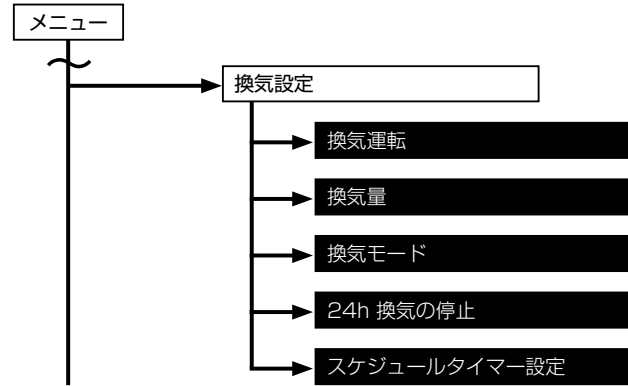 メニュー
換気設定
換気運転
換気量
換気モード
24h 換気の停止
スケジュールタイマー設定